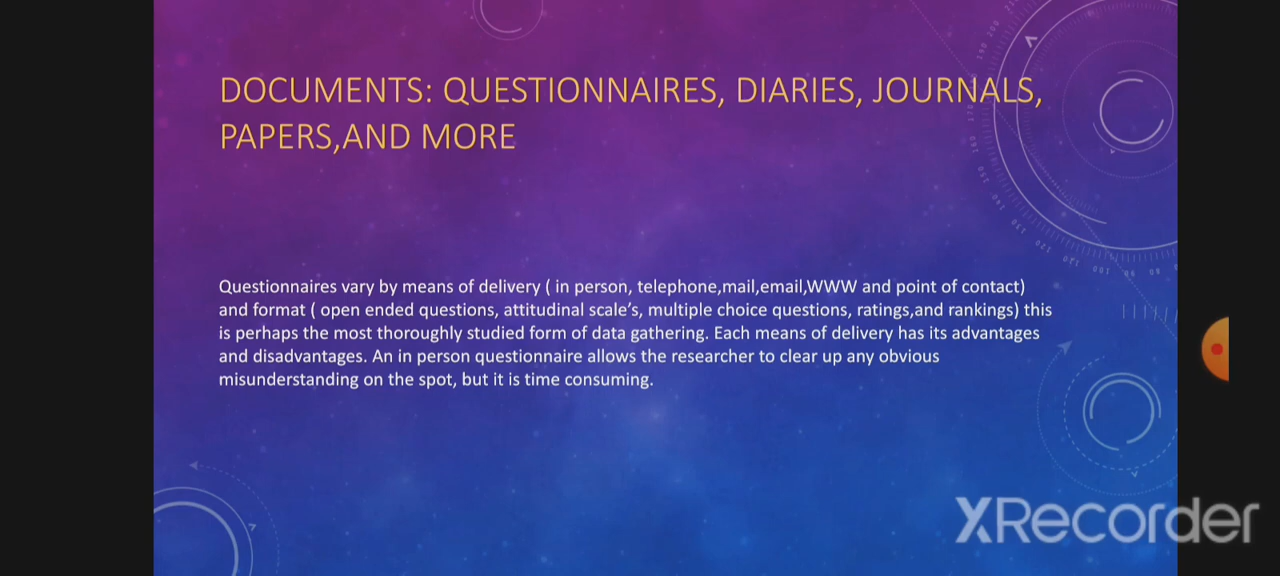 DOCUMENTS: QUESTIONNAIRES, DIARIES, JOURNALS,
PAPERS,AND MORE
Questionnaires vary by means of delivery ( in person, telephone,mail,email,WWW and point of contact)
and format ( open ended questions, attitudinal scale’s, multiple choice questions, ratings,and rankings) this
is perhaps the most thoroughly studied form of data gathering. Each means of delivery has its advantages
and disadvantages. An in person questionnaire allows the researcher to clear up any obvious
misunderstanding on the spot, but it is time consuming.
XRecorder